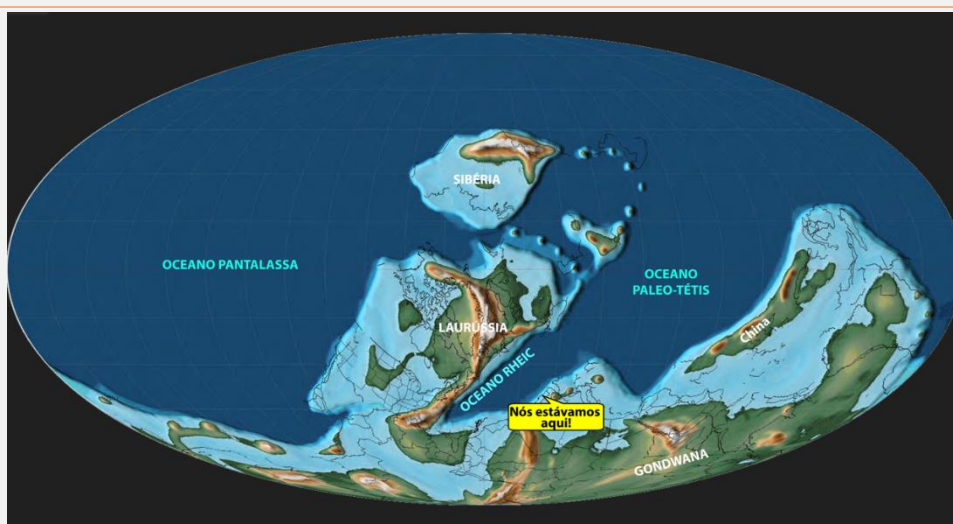 SIBÉRIA
OCEANO PANTALASSA
OCEANO
PALEO-TÉTIS
LAURÚSSIA
China
OCEANO RHEIC
Nós estávamos
aqui!
GONDWANA